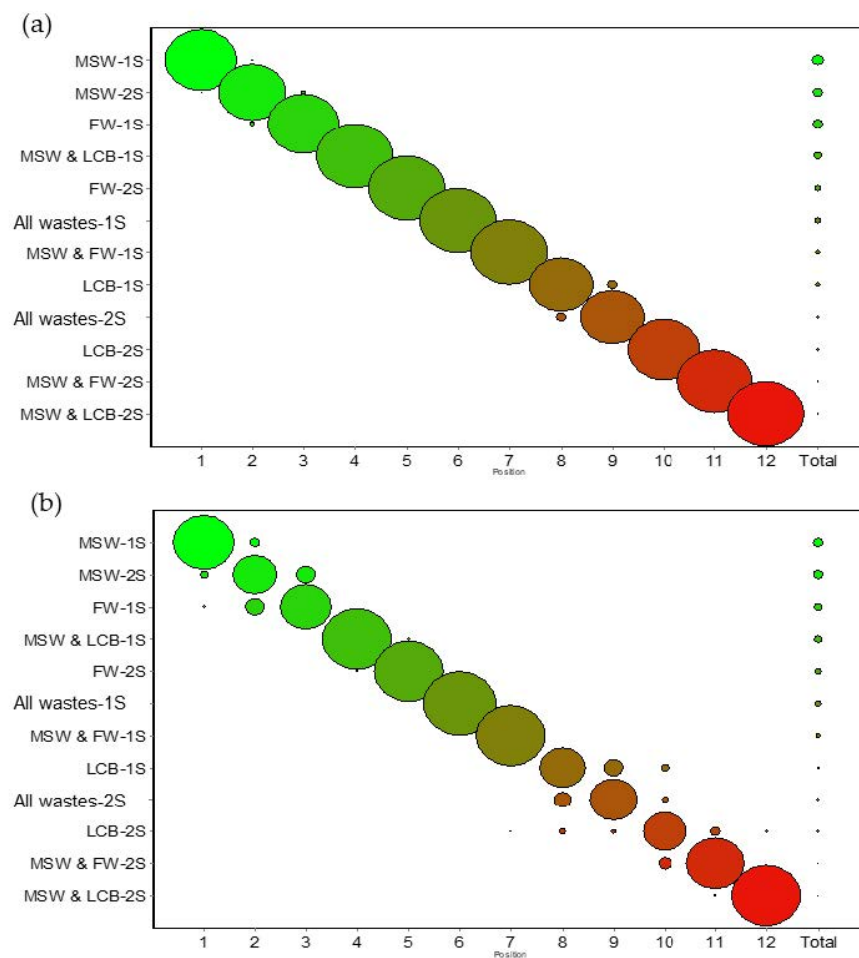 (a)
MSW-1S
MSW-2S
FW-1S
MSW & LCB-1S
FW-2S
All wastes-1S
MSW & FW-1S
LCB-1S
All wastes-2S
LCB-2S
MSW & FW-2S
MSW & LCB-2S
1 2 3 4 5 6 7 8 9 10 11 12 Total
Position
(b)
MSW-1S
MSW-2S
FW-1S
MSW & LCB-1S
FW-2S
All wastes-1S
MSW & FW-1S
LCB-1S
All wastes-2S
LCB-2S
MSW & FW-2S
MSW & LCB-2S
1 2 3 4 5 6 7 8 9 10 11 12 Total
Position